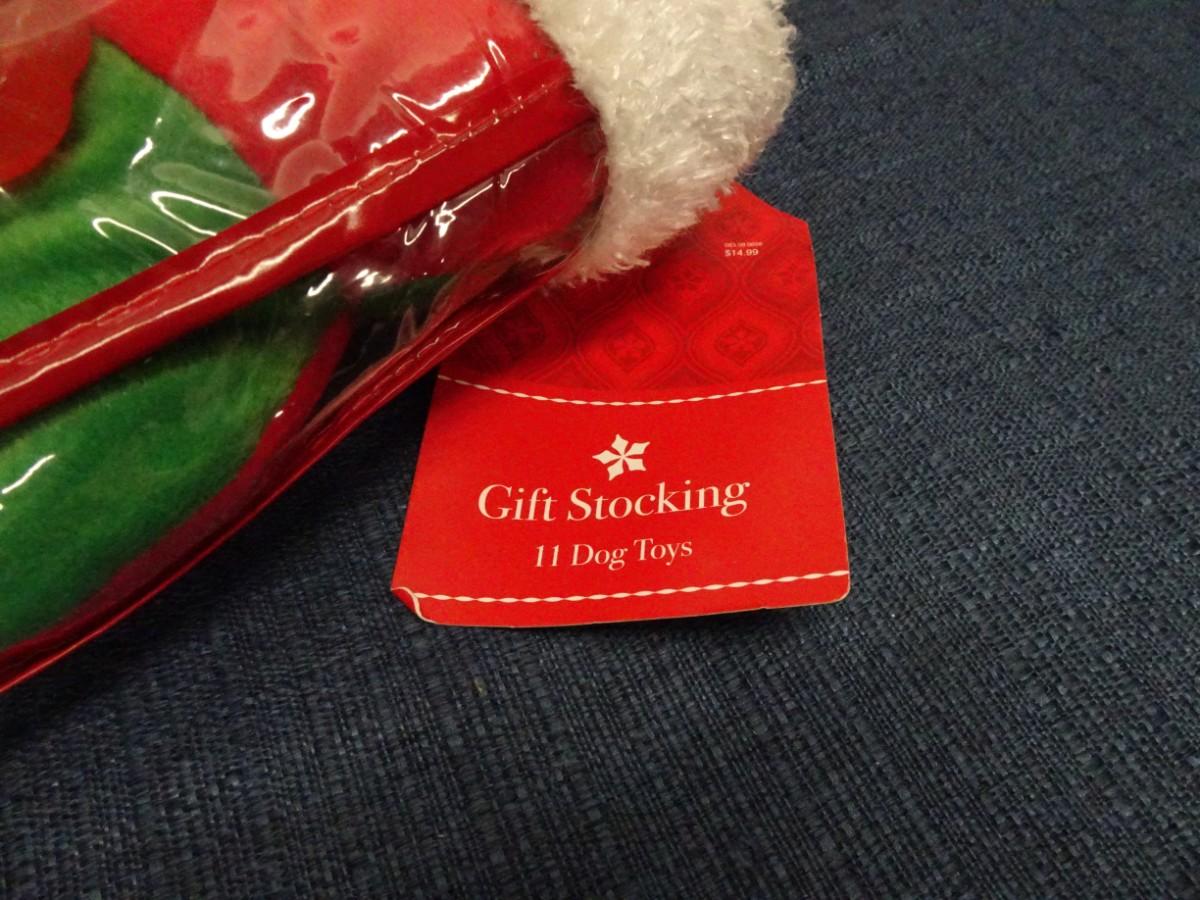 $14.99
Gift Stocking
11 Dog Toys